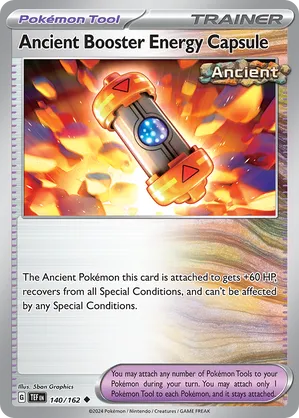 Pokémon Tool
TRAINER
Ancient Booster Energy Capsule
Ancient
The Ancient Pokémon this card is attached to gets +60 HP,
recovers from all Special Conditions, and can't be affected
by any Special Conditions.
You may attach any number of Pokémon Tools to your
Pokémon during your turn. You may attach only 1 Pokémon
Tool to each Pokémon, and it stays attached.
Illus. 5ban Graphics
G TEF EN 140/162
©2024 Pokémon / Nintendo / Creatures / GAME FREAK